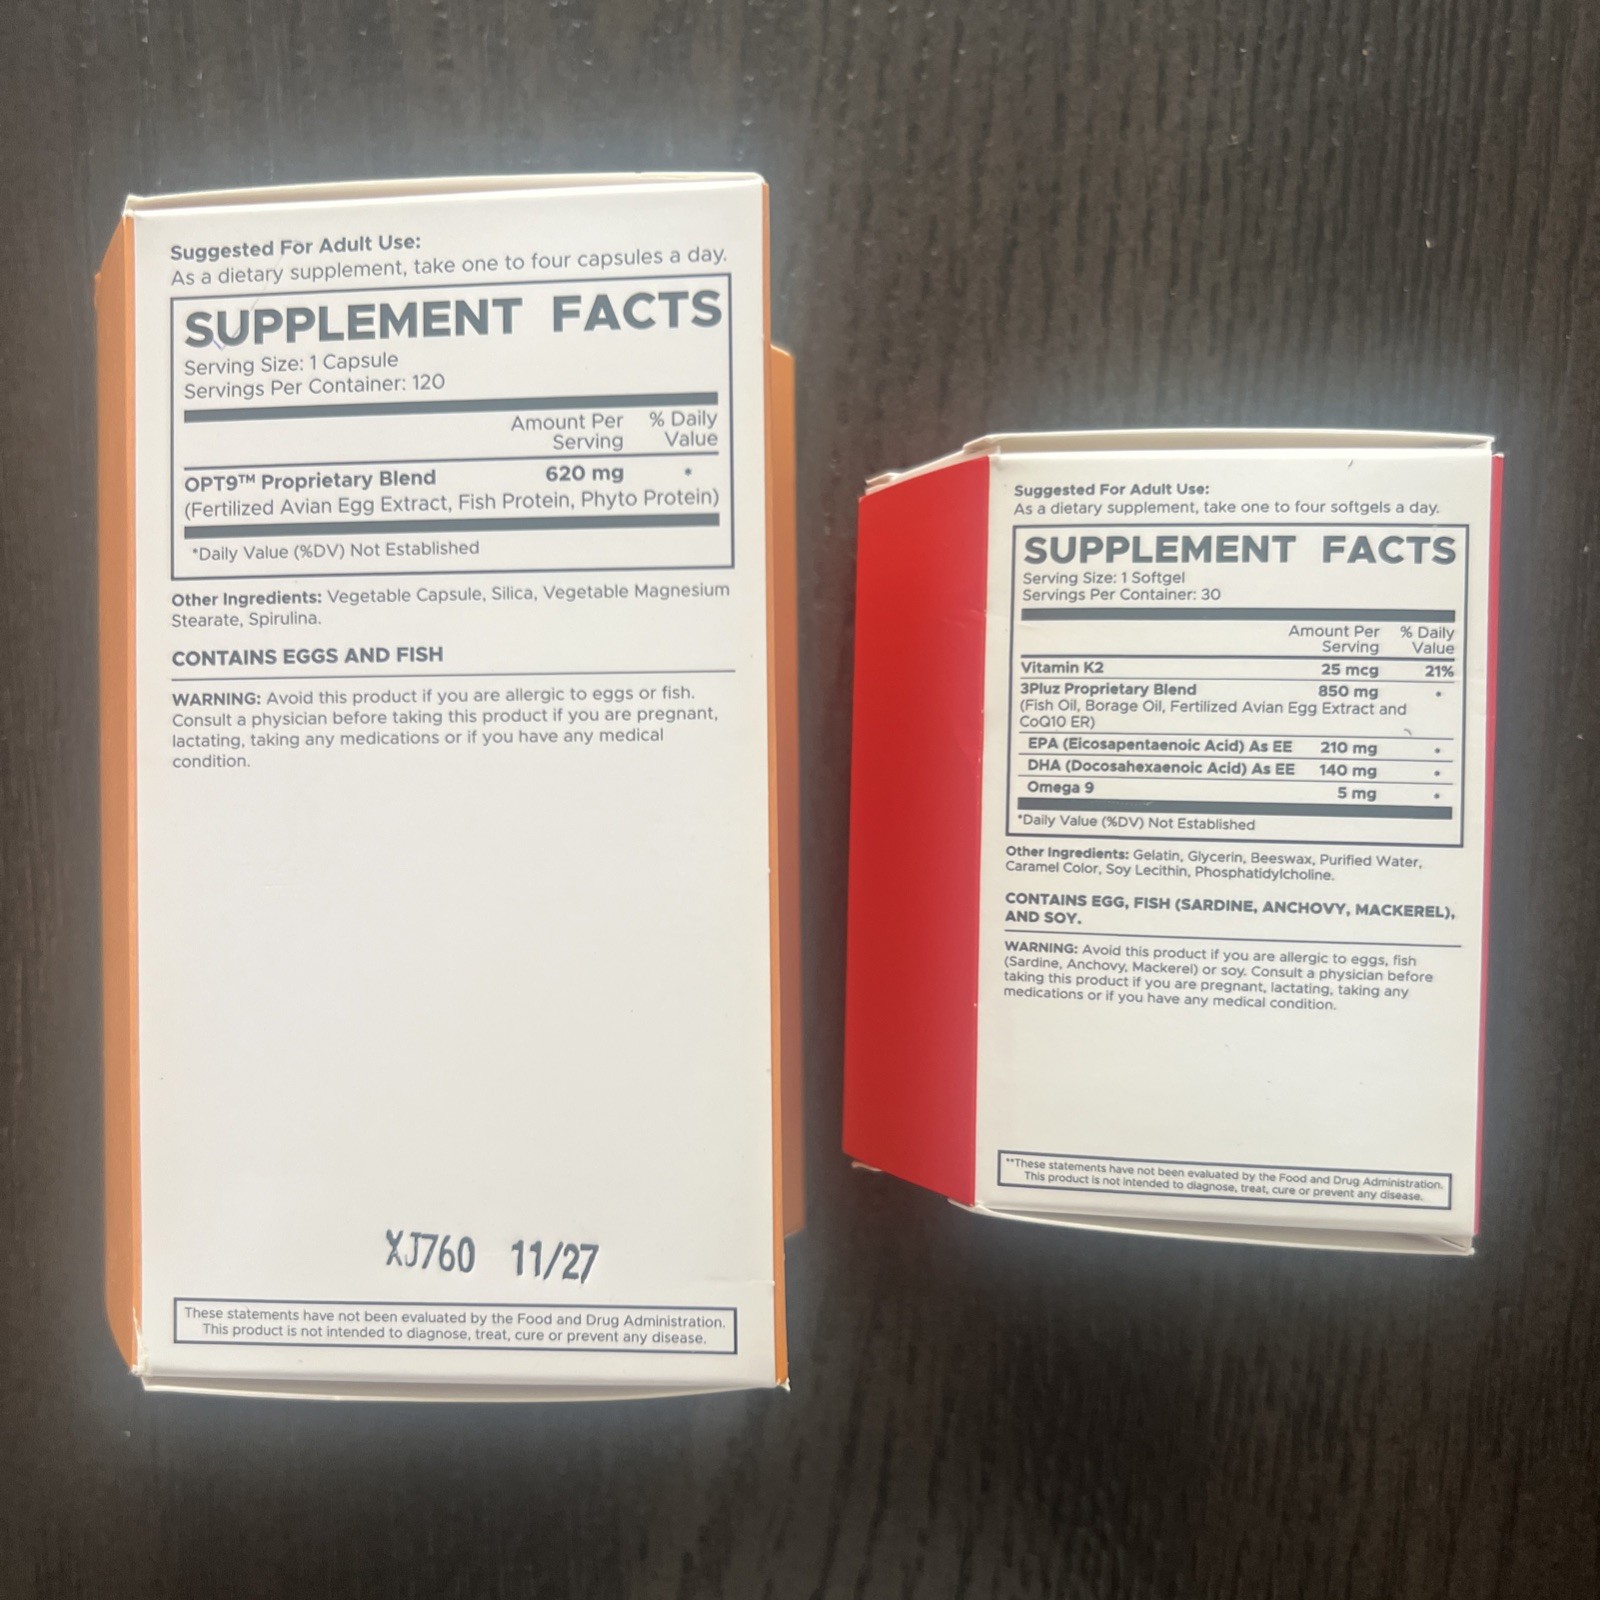 Suggested For Adult Use:
As a dietary supplement, take one to four capsules a day.
SUPPLEMENT FACTS
Serving Size: 1 Capsule
Servings Per Container: 120
Amount Per % Daily
Serving Value
OPT9™ Proprietary Blend 620 mg *
(Fertilized Avian Egg Extract, Fish Protein, Phyto Protein)
*Daily Value (%DV) Not Established
Other Ingredients: Vegetable Capsule, Silica, Vegetable Magnesium
Stearate, Spirulina.
CONTAINS EGGS AND FISH
WARNING: Avoid this product if you are allergic to eggs or fish.
Consult a physician before taking this product if you are pregnant,
lactating, taking any medications or if you have any medical
condition.
XJ760 11/27
These statements have not been evaluated by the Food and Drug Administration.
This product is not intended to diagnose, treat, cure or prevent any disease.
Suggested For Adult Use:
As a dietary supplement, take one to four softgels a day.
SUPPLEMENT FACTS
Serving Size: 1 Softgel
Servings Per Container: 30
Amount Per % Daily
Serving Value
Vitamin K2 25 mcg 21%
3Pluz Proprietary Blend 850 mg *
(Fish Oil, Borage Oil, Fertilized Avian Egg Extract and
CoQ10 ER)
EPA (Eicosapentaenoic Acid) As EE 210 mg *
DHA (Docosahexaenoic Acid) As EE 140 mg *
Omega 9 5 mg *
*Daily Value (%DV) Not Established
Other Ingredients: Gelatin, Glycerin, Beeswax, Purified Water,
Caramel Color, Soy Lecithin, Phosphatidylcholine.
CONTAINS EGG, FISH (SARDINE, ANCHOVY, MACKEREL),
AND SOY.
WARNING: Avoid this product if you are allergic to eggs, fish
(Sardine, Anchovy, Mackerel) or soy. Consult a physician before
taking this product if you are pregnant, lactating, taking any
medications or if you have any medical condition.
**These statements have not been evaluated by the Food and Drug Administration.
This product is not intended to diagnose, treat, cure or prevent any disease.